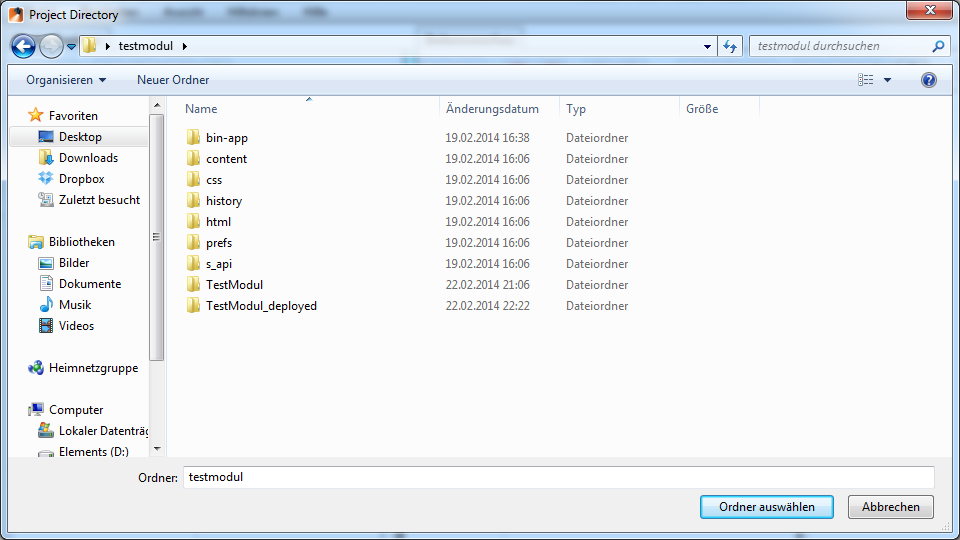 Project Directory
testmodul
testmodul durchsuchen
Organisieren
Neuer Ordner
Name Änderungsdatum Typ Größe
bin-app 19.02.2014 16:38 Dateiordner
content 19.02.2014 16:06 Dateiordner
css 19.02.2014 16:06 Dateiordner
history 19.02.2014 16:06 Dateiordner
html 19.02.2014 16:06 Dateiordner
prefs 19.02.2014 16:06 Dateiordner
s_api 19.02.2014 16:06 Dateiordner
TestModul 22.02.2014 21:06 Dateiordner
TestModul_deployed 22.02.2014 22:22 Dateiordner
Favoriten
Desktop
Downloads
Dropbox
Zuletzt besucht
Bibliotheken
Bilder
Dokumente
Musik
Videos
Heimnetzgruppe
Computer
Lokaler Datenträg
Elements (D:)
Ordner: testmodul
Ordner auswählen
Abbrechen